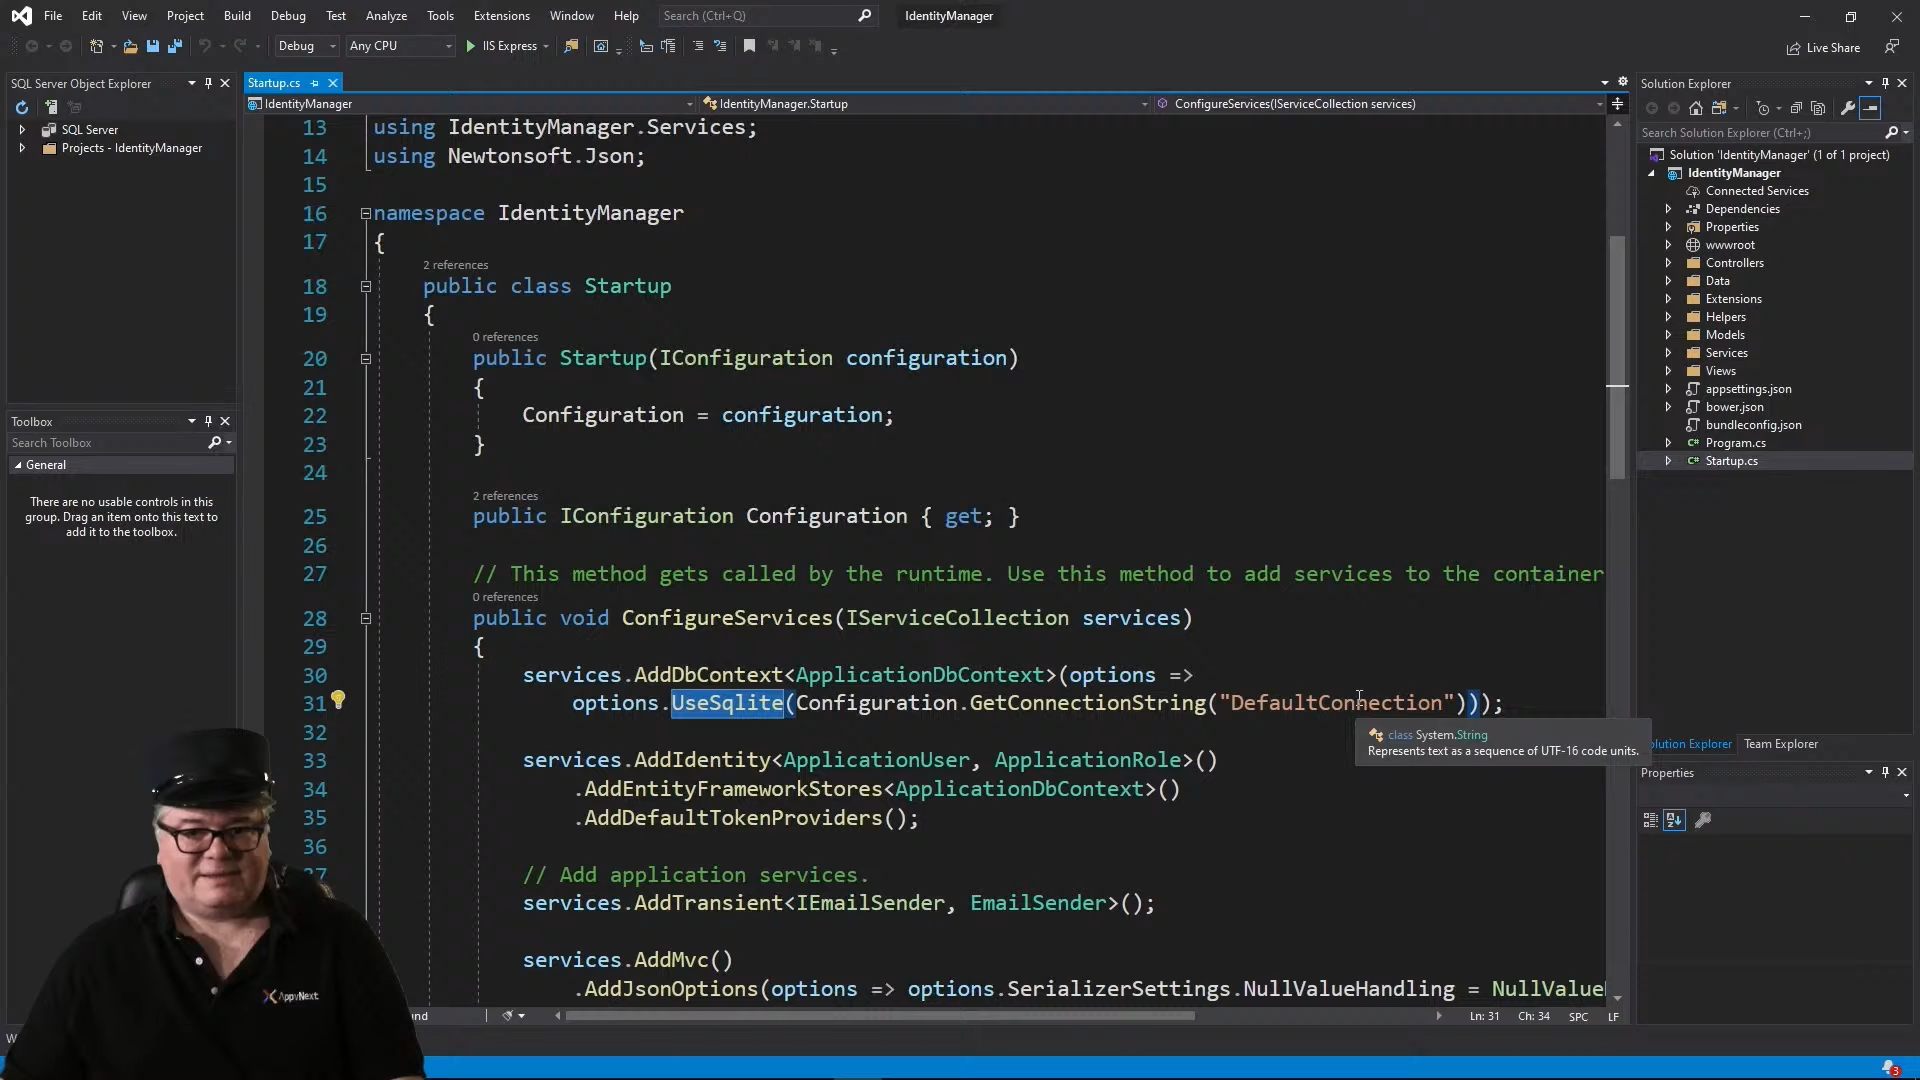 File Edit View Project Build Debug Test Analyze Tools Extensions Window Help Search (Ctrl+Q) IdentityManager
Debug Any CPU IIS Express Live Share
SQL Server Object Explorer
SQL Server
Projects - IdentityManager
Toolbox
Search Toolbox
General
There are no usable controls in this
group. Drag an item onto this text to
add it to the toolbox.
Startup.cs
IdentityManager IdentityManager.Startup ConfigureServices(IServiceCollection services)
13 using IdentityManager.Services;
14 using Newtonsoft.Json;
15
16 namespace IdentityManager
17 {
2 references
18 public class Startup
19 {
0 references
20 public Startup(IConfiguration configuration)
21 {
22 Configuration = configuration;
23 }
24
2 references
25 public IConfiguration Configuration { get; }
26
27 // This method gets called by the runtime. Use this method to add services to the container
0 references
28 public void ConfigureServices(IServiceCollection services)
29 {
30 services.AddDbContext<ApplicationDbContext>(options =>
31 options.UseSqlite(Configuration.GetConnectionString("DefaultConnection")));
class System.String
Represents text as a sequence of UTF-16 code units.
32
33 services.AddIdentity<ApplicationUser, ApplicationRole>()
34 .AddEntityFrameworkStores<ApplicationDbContext>()
35 .AddDefaultTokenProviders();
36
37 // Add application services.
services.AddTransient<IEmailSender, EmailSender>();
services.AddMvc()
.AddJsonOptions(options => options.SerializerSettings.NullValueHandling = NullValue
Ln: 31 Ch: 34 SPC LF
Solution Explorer
Search Solution Explorer (Ctrl+;)
Solution 'IdentityManager' (1 of 1 project)
IdentityManager
Connected Services
Dependencies
Properties
wwwroot
Controllers
Data
Extensions
Helpers
Models
Services
Views
appsettings.json
bower.json
bundleconfig.json
Program.cs
Startup.cs
olution Explorer Team Explorer
Properties
AppvNext
3